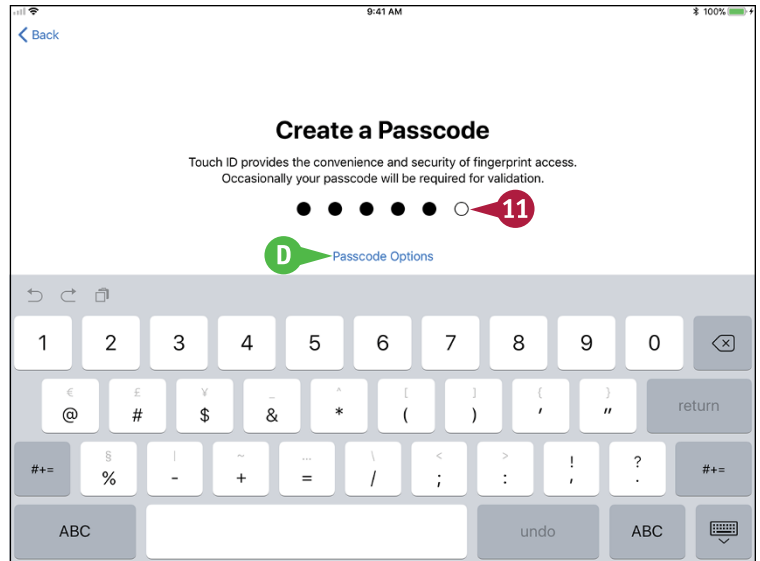 9:41 AM 100%
Back
Create a Passcode
Touch ID provides the convenience and security of fingerprint access.
Occasionally your passcode will be required for validation.
11
D Passcode Options
1 2 3 4 5 6 7 8 9 0
€ £ ¥ _ ^ [ ] { }
@ # $ & * ( ) ' " return
§ | ~ … \ < > ! ?
#+= % - + = / ; : , . #+=
ABC undo ABC